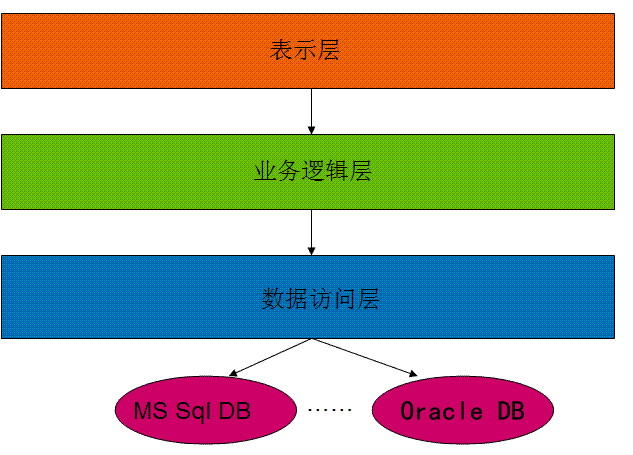 表示层
业务逻辑层
数据访问层
MS Sql DB ...... Oracle DB